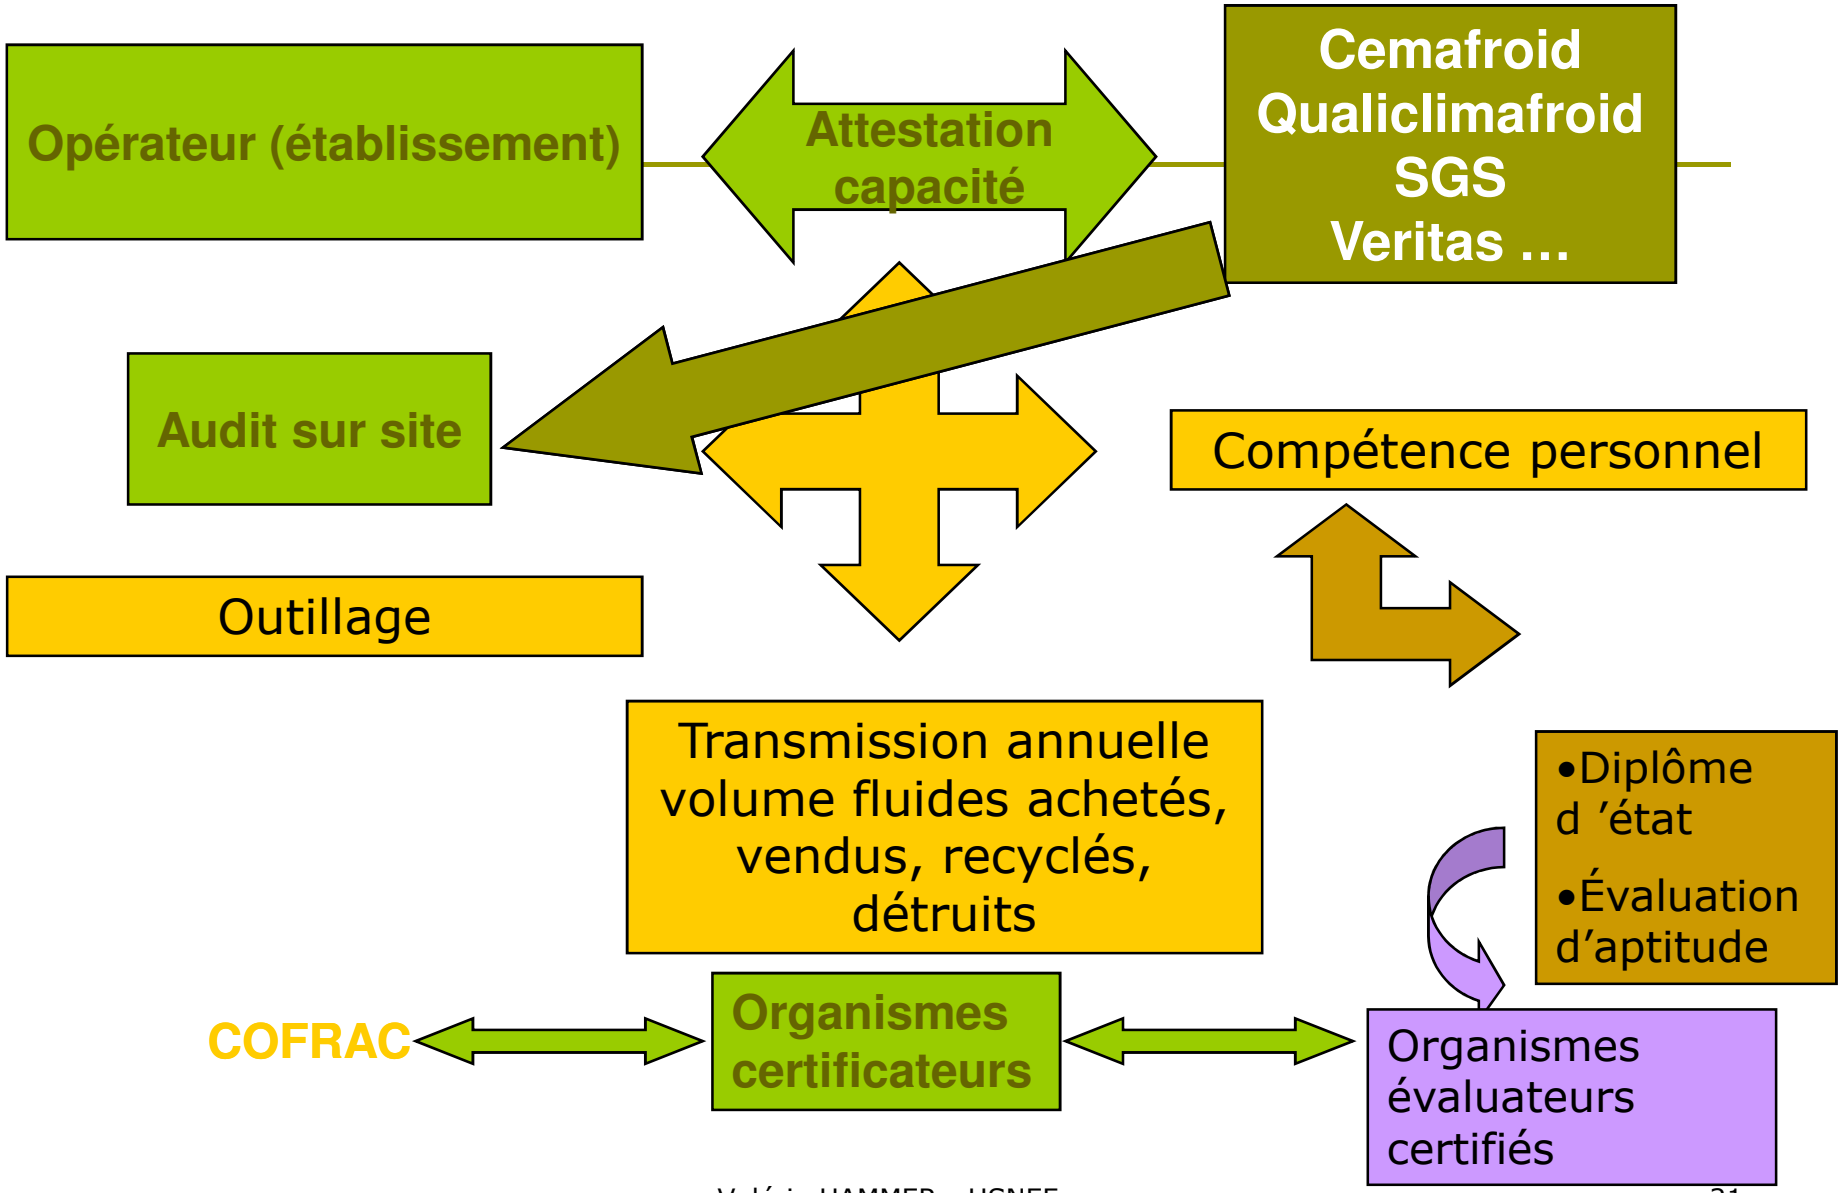 Opérateur (établissement)
Attestation
capacité
Cemafroid
Qualiclimafroid
SGS
Veritas ...
Audit sur site
Compétence personnel
Outillage
Transmission annuelle
volume fluides achetés,
vendus, recyclés,
détruits
•Diplôme
d ’état
•Évaluation
d’aptitude
COFRAC
Organismes
certificateurs
Organismes
évaluateurs
certifiés